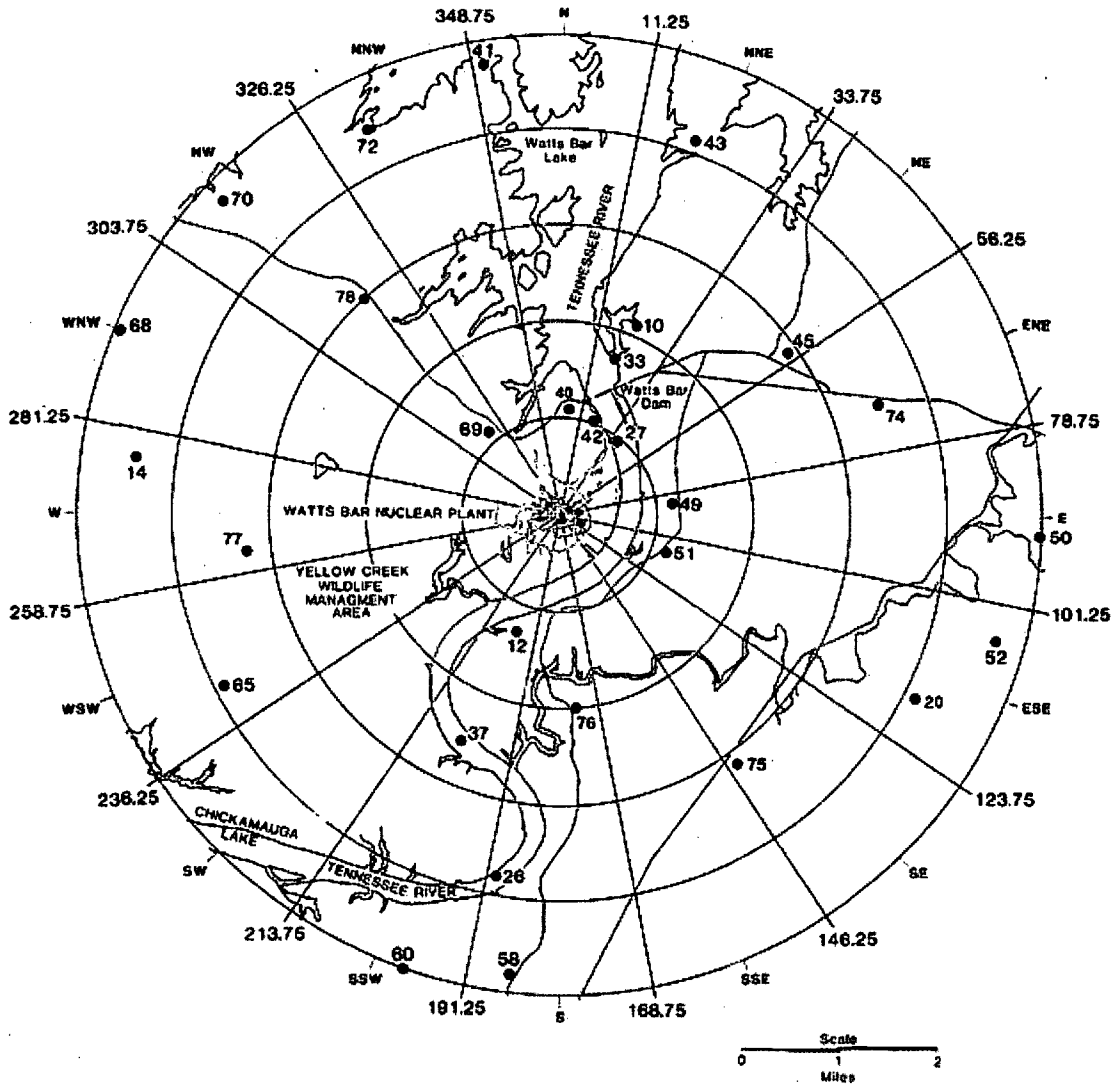 348.75
N
11.25
NNW
41
NNE
326.25
33.75
72
43
Watts Bar
Lake
NW
NE
70
303.75
TENNESSEE RIVER
56.25
78
WNW
68
10
ENE
45
33
281.25
40
Watts Bar
Dam
74
78.75
69
42
27
14
W
WATTS BAR NUCLEAR PLANT
49
E
50
77
51
YELLOW CREEK
WILDLIFE
MANAGMENT
AREA
258.75
101.25
12
52
65
WSW
20
ESE
76
37
75
236.25
123.75
CHICKAMAUGA
LAKE
SW
TENNESSEE RIVER
26
SE
213.75
146.25
60
58
SSW
SSE
191.25
S
168.75
Scale
0
1
2
Miles